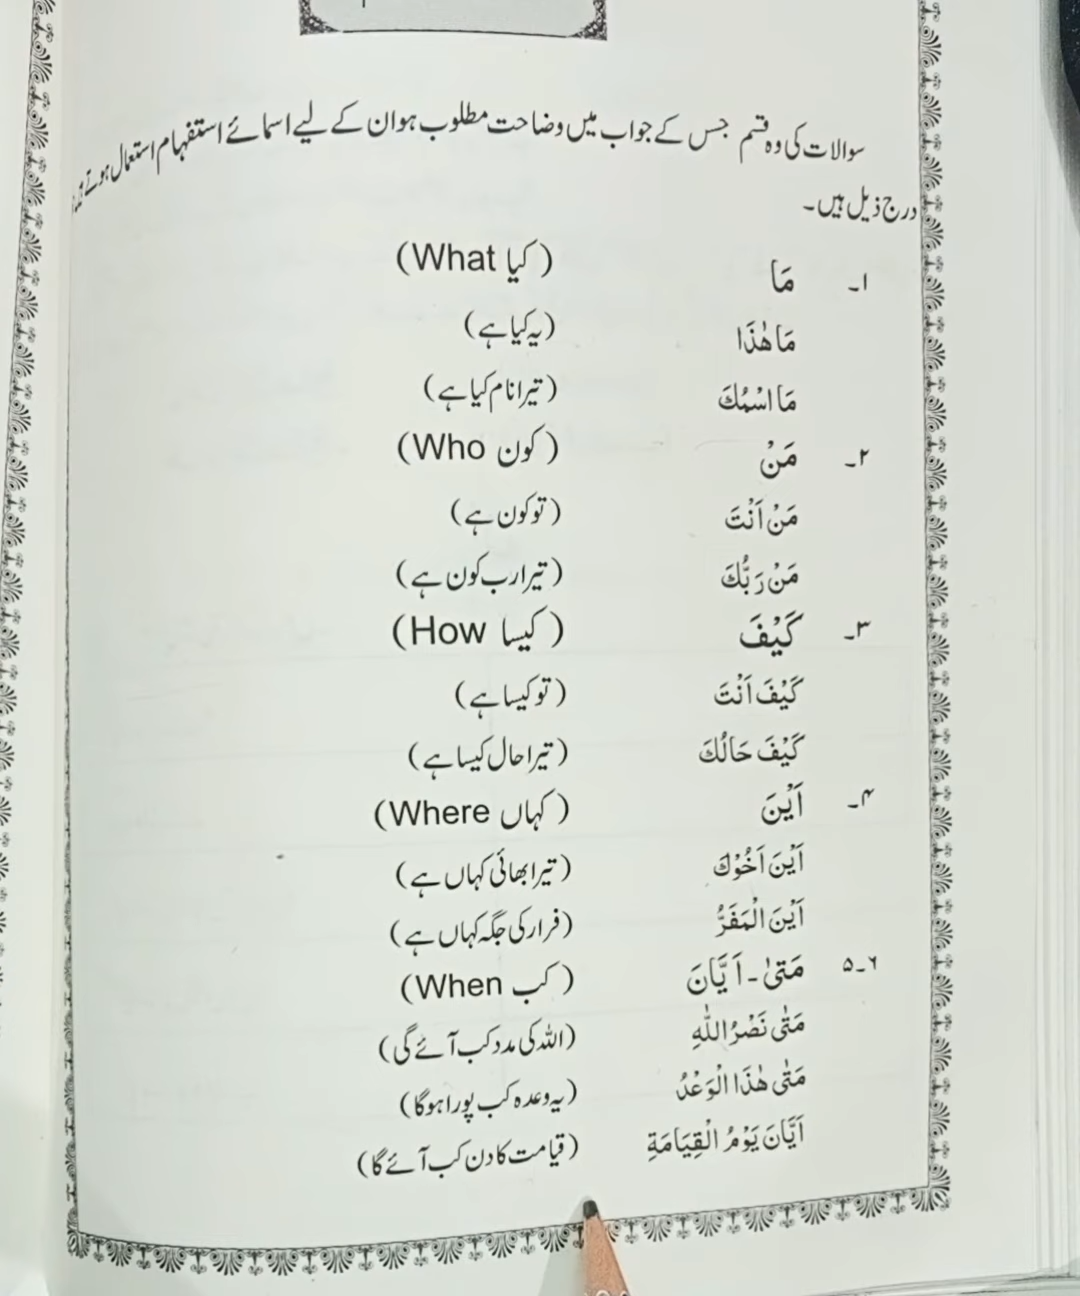 سوالات کی وہ قسم جس کے جواب میں وضاحت مطلوب ہو ان کے لیے اسمائے استفہام استعمال ہوتے
درج ذیل ہیں۔
۱۔ مَا (کیا What)
مَا هٰذَا (یہ کیا ہے)
مَا اسْمُكَ (تیرا نام کیا ہے)
۲۔ مَنْ (کون Who)
مَنْ اَنْتَ (تو کون ہے)
مَنْ رَبُّكَ (تیرا رب کون ہے)
۳۔ كَيْفَ (کیسا How)
كَيْفَ اَنْتَ (تو کیسا ہے)
كَيْفَ حَالُكَ (تیرا حال کیسا ہے)
۴۔ اَيْنَ (کہاں Where)
اَيْنَ اَخُوْكَ (تیرا بھائی کہاں ہے)
اَيْنَ الْمَفَرُّ (فرار کی جگہ کہاں ہے)
۵۔۶ مَتىٰ۔ اَيَّانَ (کب When)
مَتٰى نَصْرُ اللّٰهِ (اللہ کی مدد کب آئے گی)
مَتٰى هٰذَا الْوَعْدُ (یہ وعدہ کب پورا ہوگا)
اَيَّانَ يَوْمُ الْقِيَامَةِ (قیامت کا دن کب آئے گا)